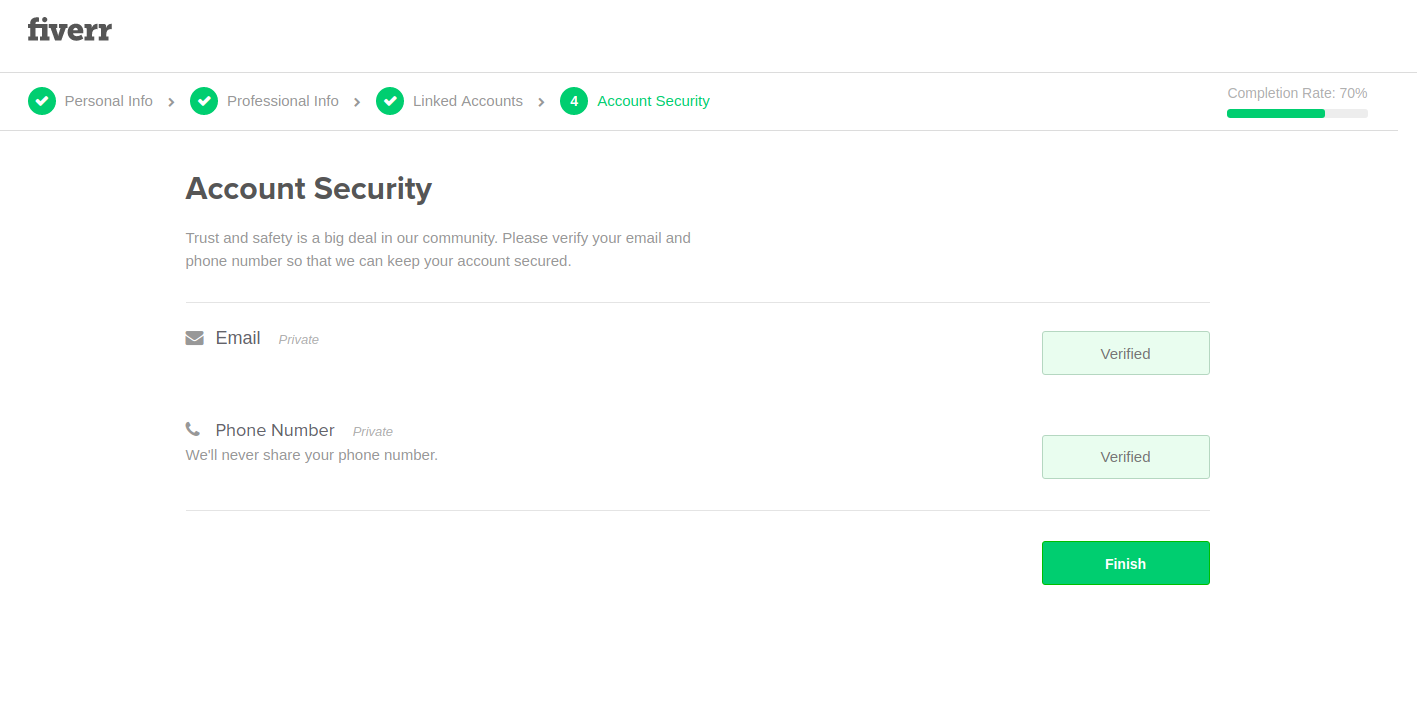 fiverr
Personal Info
Professional Info
Linked Accounts
4 Account Security
Completion Rate: 70%
Account Security
Trust and safety is a big deal in our community. Please verify your email and
phone number so that we can keep your account secured.
Email Private
Verified
Phone Number Private
We'll never share your phone number.
Verified
Finish